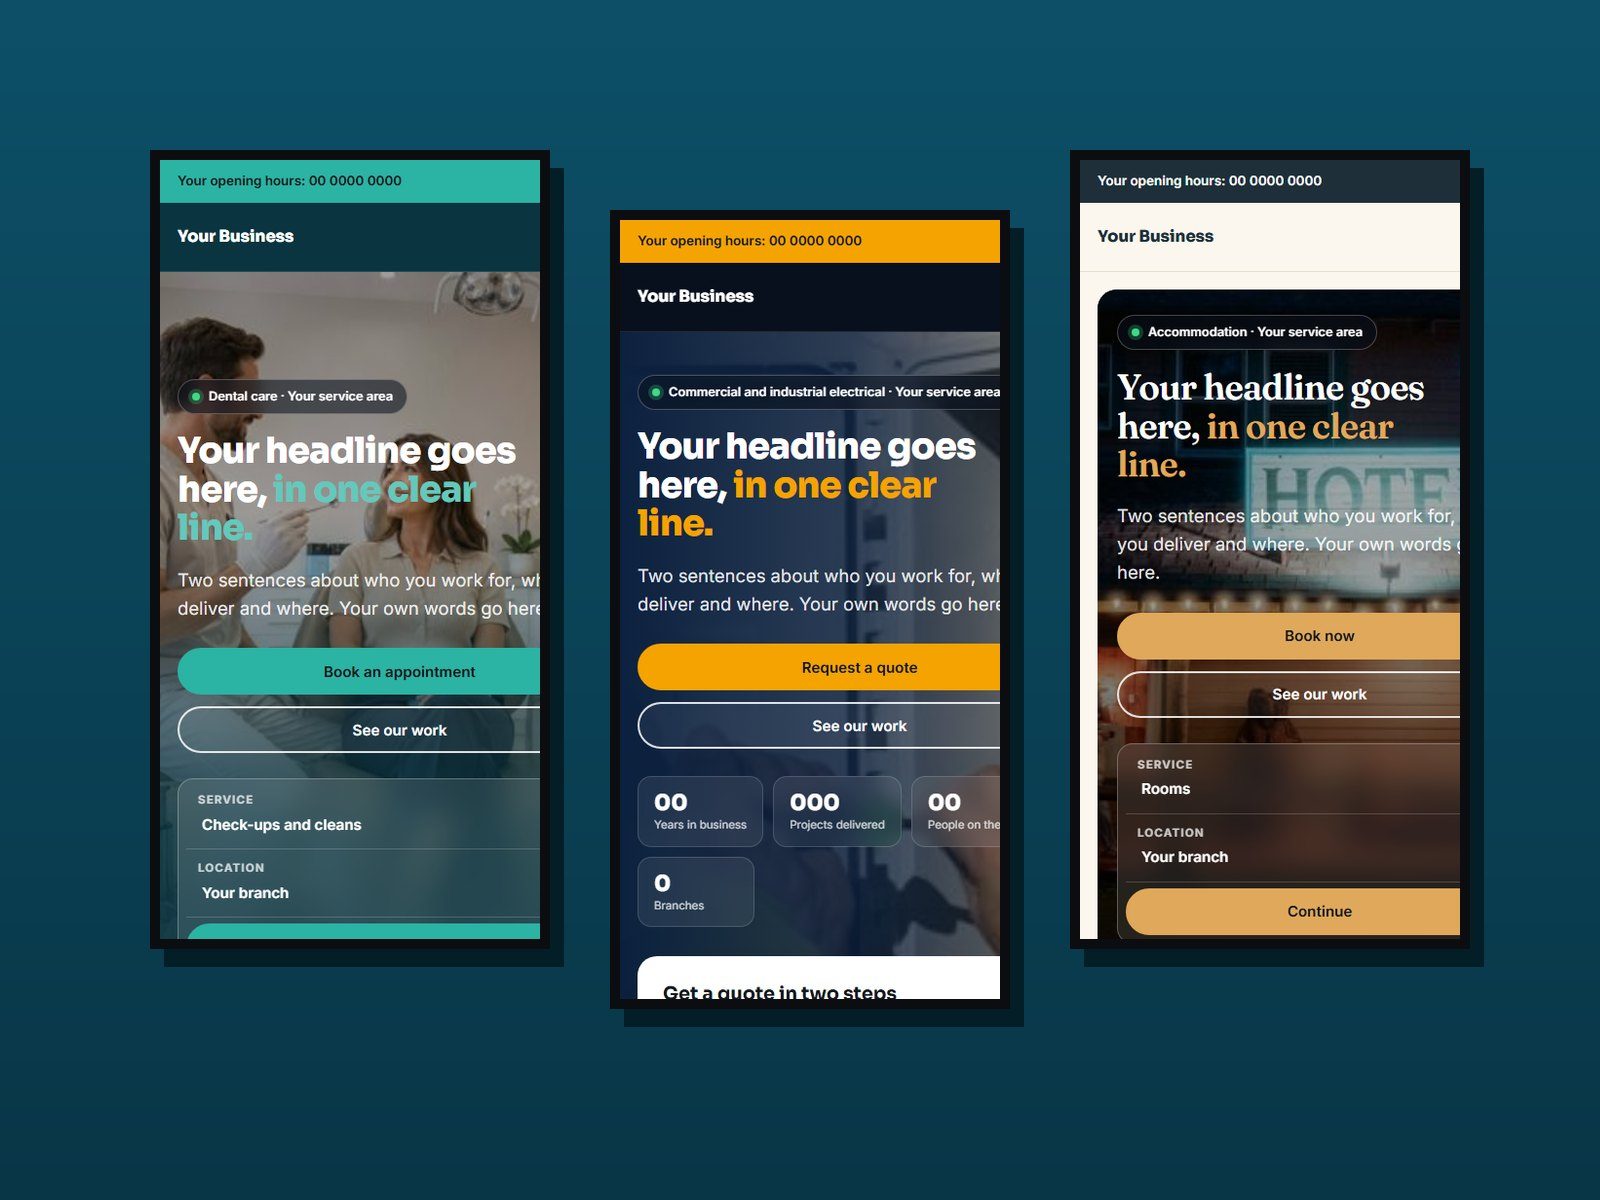 Your opening hours: 00 0000 0000
Your Business
Dental care · Your service area
Your headline goes
here, in one clear
line.
Two sentences about who you work for,
deliver and where. Your own words go here
Book an appointment
See our work
SERVICE
Check-ups and cleans
LOCATION
Your branch
Your opening hours: 00 0000 0000
Your Business
Commercial and industrial electrical · Your service area
Your headline goes
here, in one clear
line.
Two sentences about who you work for,
deliver and where. Your own words go here
Request a quote
See our work
00
Years in business
000
Projects delivered
00
People on the
0
Branches
Get a quote in two steps
Your opening hours: 00 0000 0000
Your Business
Accommodation · Your service area
Your headline goes
here, in one clear
line.
HOTE
Two sentences about who you work for,
you deliver and where. Your own words
here.
Book now
See our work
SERVICE
Rooms
LOCATION
Your branch
Continue